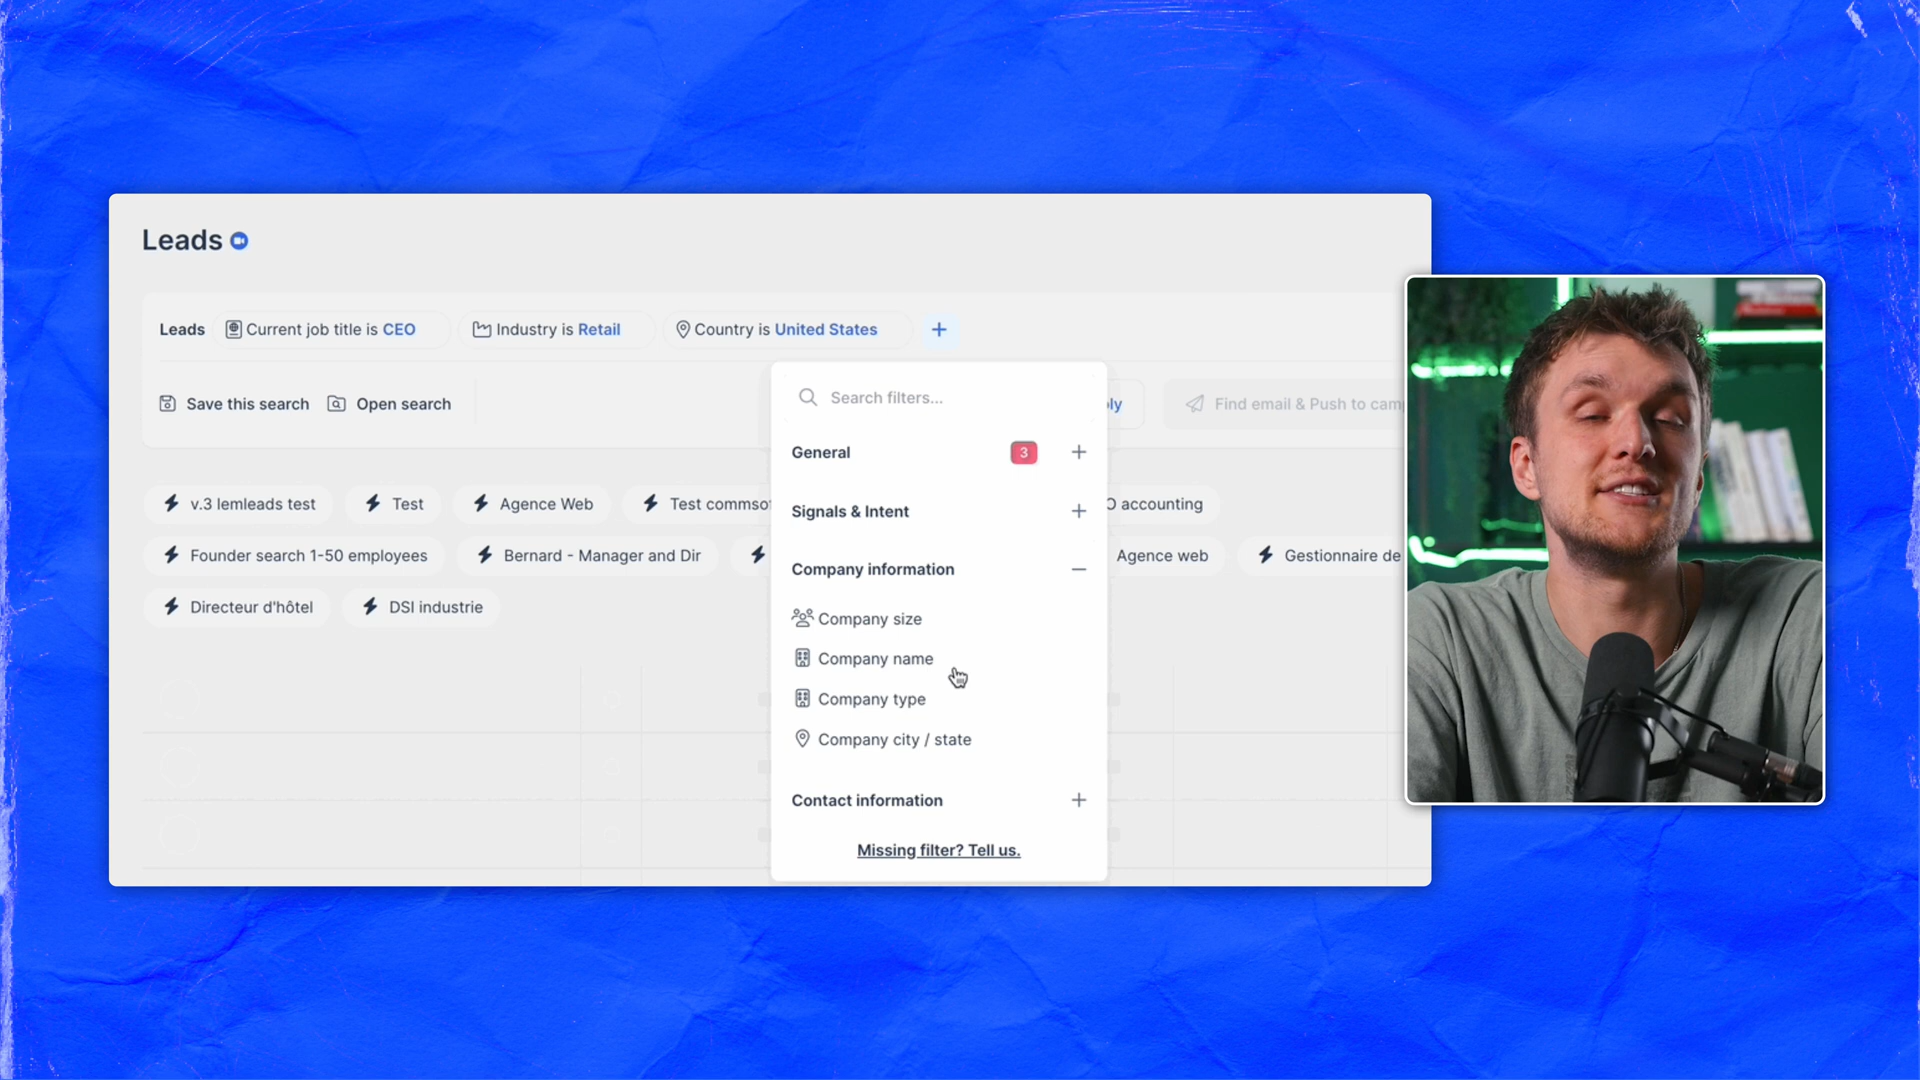 Leads
Leads Current job title is CEO Industry is Retail Country is United States +
Save this search Open search
Find email & Push to
Search filters...
General 3
Signals & Intent
Company information
Company size
Company name
Company type
Company city / state
Contact information
Missing filter? Tell us.
v.3 lemleads test Test Agence Web Test accounting
Founder search 1-50 employees Bernard - Manager and Dir Agence web Gestionnaire de
Directeur d'hôtel DSI industrie